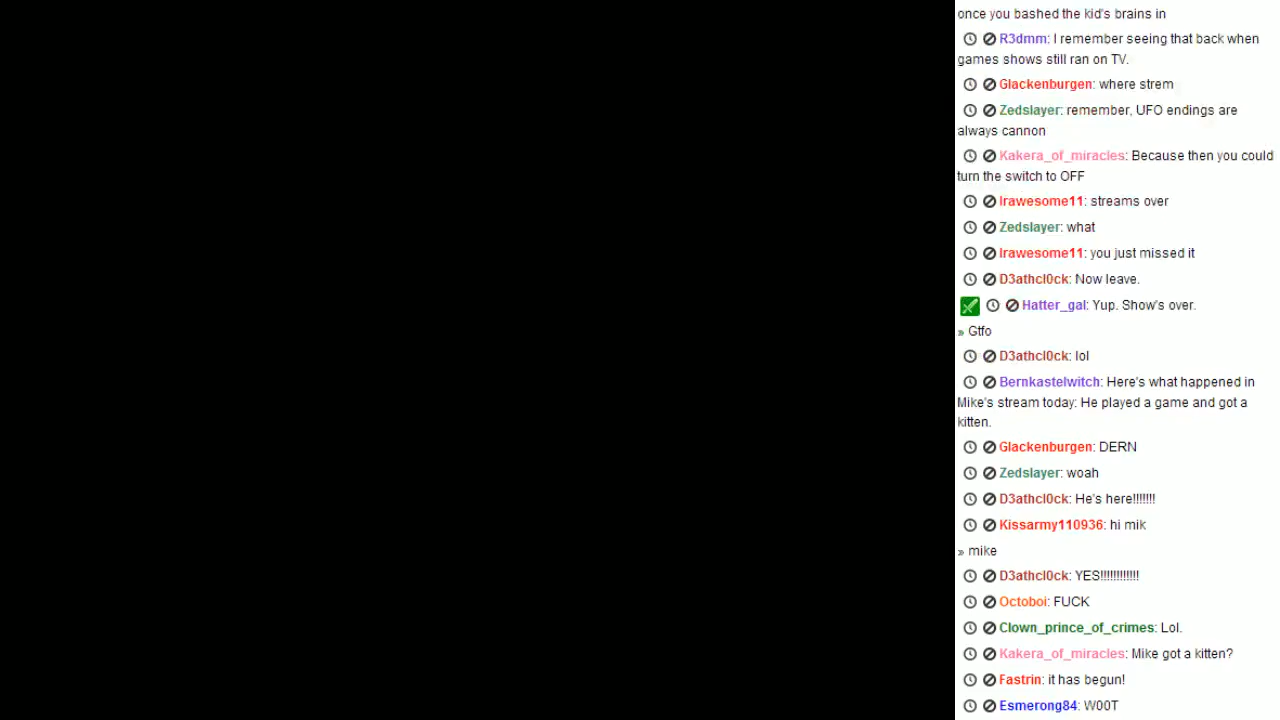 once you bashed the kid's brains in
R3dmm: I remember seeing that back when
games shows still ran on TV.
Glackenburgen: where strem
Zedslayer: remember, UFO endings are
always cannon
Kakera_of_miracles: Because then you could
turn the switch to OFF
Irawesome11: streams over
Zedslayer: what
Irawesome11: you just missed it
D3athcl0ck: Now leave.
Hatter_gal: Yup. Show's over.
» Gtfo
D3athcl0ck: lol
Bernkastelwitch: Here's what happened in
Mike's stream today: He played a game and got a
kitten.
Glackenburgen: DERN
Zedslayer: woah
D3athcl0ck: He's here!!!!!!!
Kissarmy110936: hi mik
» mike
D3athcl0ck: YES!!!!!!!!!!!!
Octoboi: FUCK
Clown_prince_of_crimes: Lol.
Kakera_of_miracles: Mike got a kitten?
Fastrin: it has begun!
Esmerong84: W00T